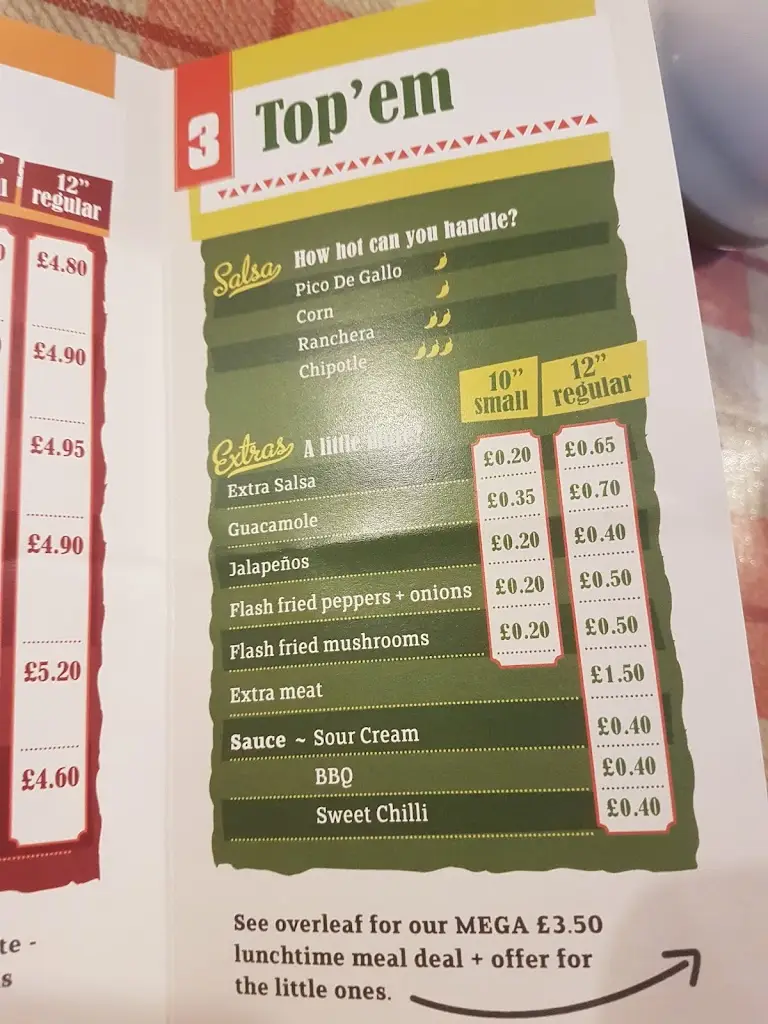 12"
regular
£4.80
£4.90
£4.95
£4.90
£5.20
£4.60
te -
s
3 Top'em
Salsa How hot can you handle?
Pico De Gallo
Corn
Ranchera
Chipotle
10" small 12" regular
Extras A little more?
Extra Salsa £0.20 £0.65
Guacamole £0.35 £0.70
Jalapeños £0.20 £0.40
Flash fried peppers + onions £0.20 £0.50
Flash fried mushrooms £0.20 £0.50
Extra meat £1.50
Sauce ~ Sour Cream £0.40
BBQ £0.40
Sweet Chilli £0.40
See overleaf for our MEGA £3.50
lunchtime meal deal + offer for
the little ones.